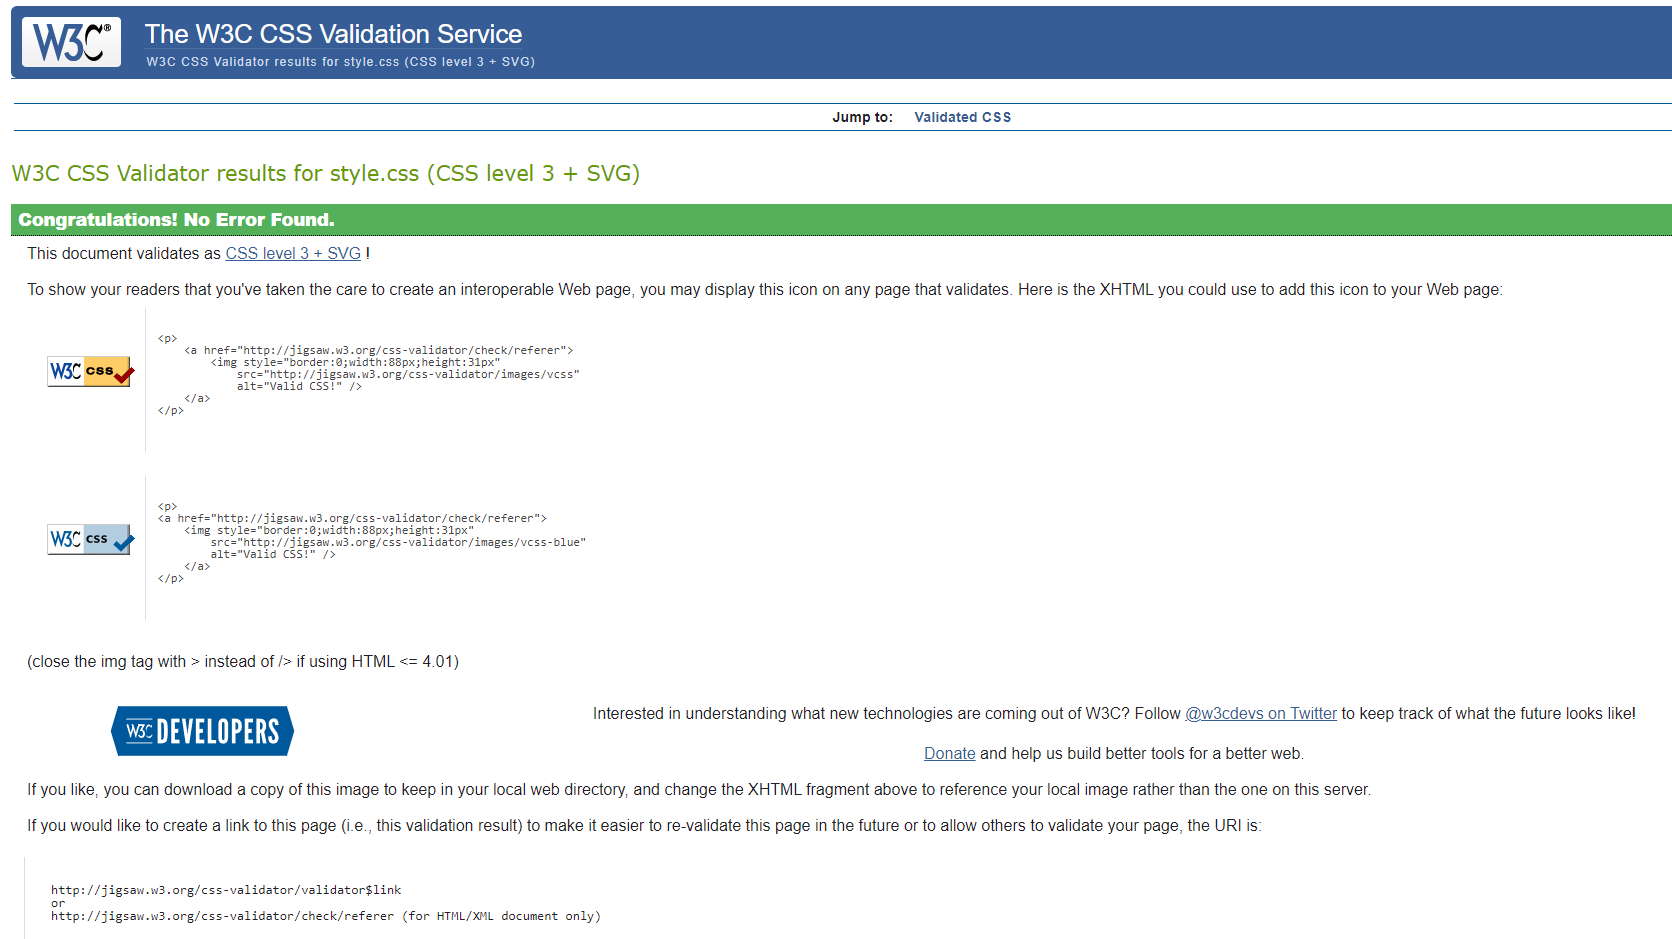 W3C®
The W3C CSS Validation Service
W3C CSS Validator results for style.css (CSS level 3 + SVG)
Jump to: Validated CSS
W3C CSS Validator results for style.css (CSS level 3 + SVG)
Congratulations! No Error Found.
This document validates as CSS level 3 + SVG !
To show your readers that you've taken the care to create an interoperable Web page, you may display this icon on any page that validates. Here is the XHTML you could use to add this icon to your Web page:
W3C css
<p>
<a href="http://jigsaw.w3.org/css-validator/check/referer">
<img style="border:0;width:88px;height:31px"
src="http://jigsaw.w3.org/css-validator/images/vcss"
alt="Valid CSS!" />
</a>
</p>
W3C css
<p>
<a href="http://jigsaw.w3.org/css-validator/check/referer">
<img style="border:0;width:88px;height:31px"
src="http://jigsaw.w3.org/css-validator/images/vcss-blue"
alt="Valid CSS!" />
</a>
</p>
(close the img tag with > instead of /> if using HTML <= 4.01)
W3C DEVELOPERS
Interested in understanding what new technologies are coming out of W3C? Follow @w3cdevs on Twitter to keep track of what the future looks like!
Donate and help us build better tools for a better web.
If you like, you can download a copy of this image to keep in your local web directory, and change the XHTML fragment above to reference your local image rather than the one on this server.
If you would like to create a link to this page (i.e., this validation result) to make it easier to re-validate this page in the future or to allow others to validate your page, the URI is:
http://jigsaw.w3.org/css-validator/validator$link
or
http://jigsaw.w3.org/css-validator/check/referer (for HTML/XML document only)